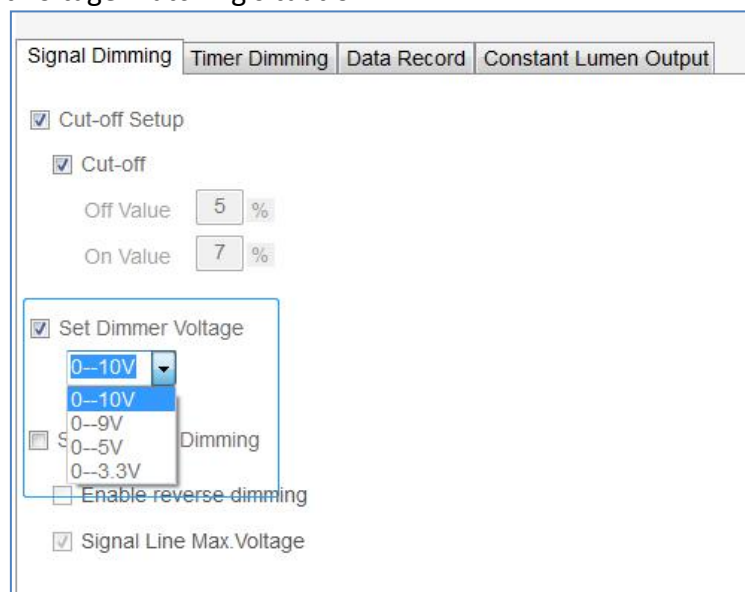 Signal Dimming Timer Dimming Data Record Constant Lumen Output
Cut-off Setup
Cut-off
Off Value 5 %
On Value 7 %
Set Dimmer Voltage
0--10V
0--10V
0--9V
Dimming
0--5V
0--3.3V
Enable reverse dimming
Signal Line Max.Voltage